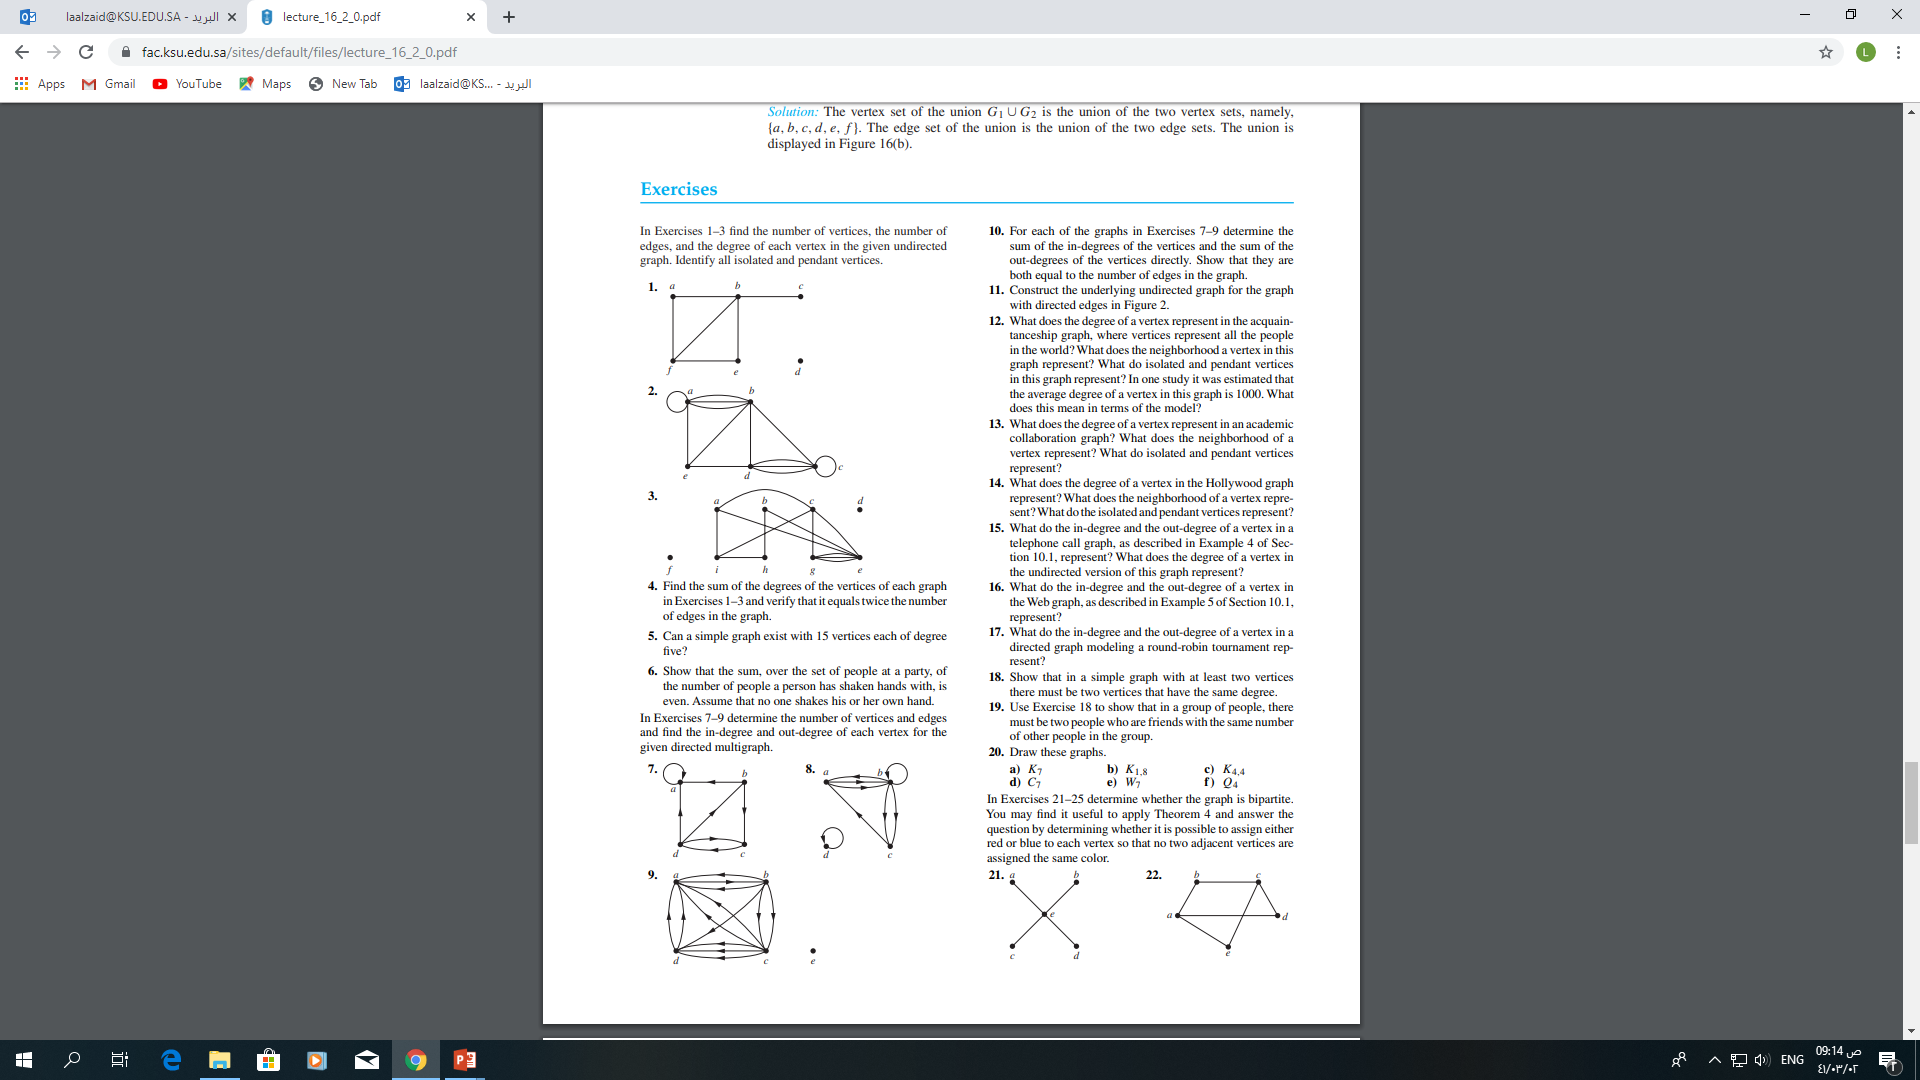 laalzaid@KSU.EDU.SA - البريد
lecture_16_2_0.pdf
fac.ksu.edu.sa/sites/default/files/lecture_16_2_0.pdf
L
Apps
Gmail
YouTube
Maps
New Tab
laalzaid@KS... - البريد
Solution: The vertex set of the union G1 ∪ G2 is the union of the two vertex sets, namely,
{a, b, c, d, e, f}. The edge set of the union is the union of the two edge sets. The union is
displayed in Figure 16(b).
Exercises
In Exercises 1–3 find the number of vertices, the number of
edges, and the degree of each vertex in the given undirected
graph. Identify all isolated and pendant vertices.
1. a b c
f e d
2. a b
c
e d
3. a b c d
f i h g e
4. Find the sum of the degrees of the vertices of each graph
in Exercises 1–3 and verify that it equals twice the number
of edges in the graph.
5. Can a simple graph exist with 15 vertices each of degree
five?
6. Show that the sum, over the set of people at a party, of
the number of people a person has shaken hands with, is
even. Assume that no one shakes his or her own hand.
In Exercises 7–9 determine the number of vertices and edges
and find the in-degree and out-degree of each vertex for the
given directed multigraph.
7. a b
d c
8. a b
d c
9. a b
d c e
10. For each of the graphs in Exercises 7–9 determine the
sum of the in-degrees of the vertices and the sum of the
out-degrees of the vertices directly. Show that they are
both equal to the number of edges in the graph.
11. Construct the underlying undirected graph for the graph
with directed edges in Figure 2.
12. What does the degree of a vertex represent in the acquain-
tanceship graph, where vertices represent all the people
in the world? What does the neighborhood a vertex in this
graph represent? What do isolated and pendant vertices
in this graph represent? In one study it was estimated that
the average degree of a vertex in this graph is 1000. What
does this mean in terms of the model?
13. What does the degree of a vertex represent in an academic
collaboration graph? What does the neighborhood of a
vertex represent? What do isolated and pendant vertices
represent?
14. What does the degree of a vertex in the Hollywood graph
represent? What does the neighborhood of a vertex repre-
sent? What do the isolated and pendant vertices represent?
15. What do the in-degree and the out-degree of a vertex in a
telephone call graph, as described in Example 4 of Sec-
tion 10.1, represent? What does the degree of a vertex in
the undirected version of this graph represent?
16. What do the in-degree and the out-degree of a vertex in
the Web graph, as described in Example 5 of Section 10.1,
represent?
17. What do the in-degree and the out-degree of a vertex in a
directed graph modeling a round-robin tournament rep-
resent?
18. Show that in a simple graph with at least two vertices
there must be two vertices that have the same degree.
19. Use Exercise 18 to show that in a group of people, there
must be two people who are friends with the same number
of other people in the group.
20. Draw these graphs.
a) K7 b) K1,8 c) K4,4
d) C7 e) W7 f) Q4
In Exercises 21–25 determine whether the graph is bipartite.
You may find it useful to apply Theorem 4 and answer the
question by determining whether it is possible to assign either
red or blue to each vertex so that no two adjacent vertices are
assigned the same color.
21. a b
e
c d
22. b c
a d
e
ENG
09:14 ص
٤١/٠٣/٠٢